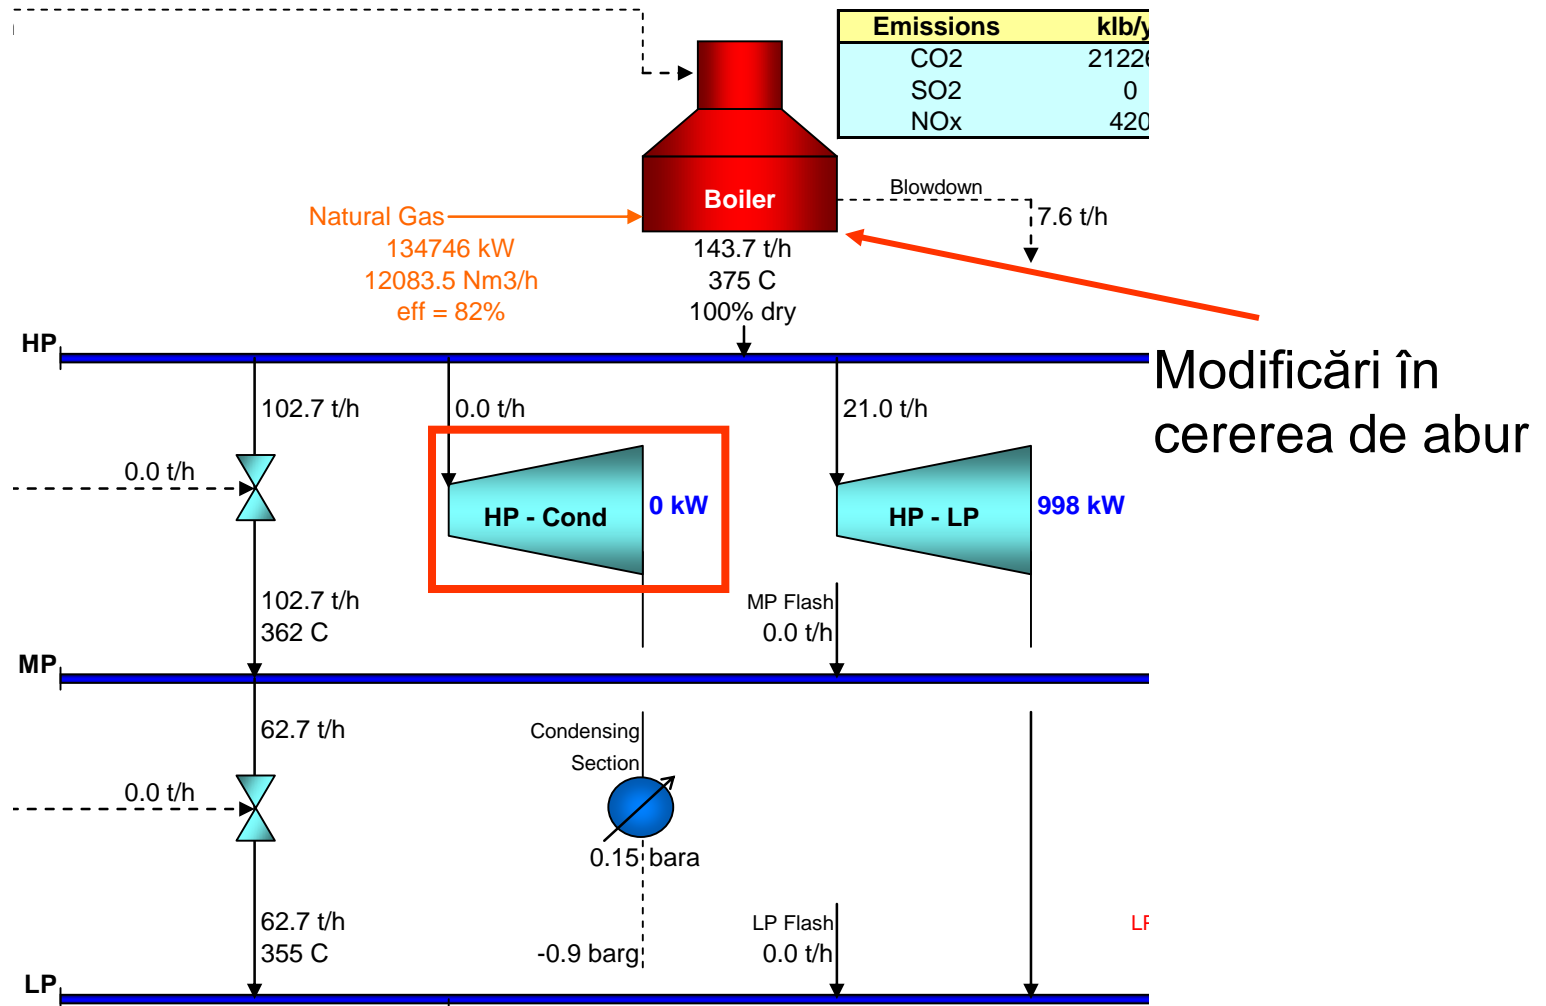 Emissions klb/y
CO2 21226
SO2 0
NOx 420
Boiler
Blowdown
7.6 t/h
Natural Gas
134746 kW
12083.5 Nm3/h
eff = 82%
143.7 t/h
375 C
100% dry
HP
Modificări în
cererea de abur
102.7 t/h
0.0 t/h
21.0 t/h
0.0 t/h
HP - Cond
0 kW
HP - LP
998 kW
102.7 t/h
362 C
MP Flash
0.0 t/h
MP
62.7 t/h
Condensing
Section
0.0 t/h
0.15 bara
62.7 t/h
355 C
-0.9 barg
LP Flash
0.0 t/h
LP